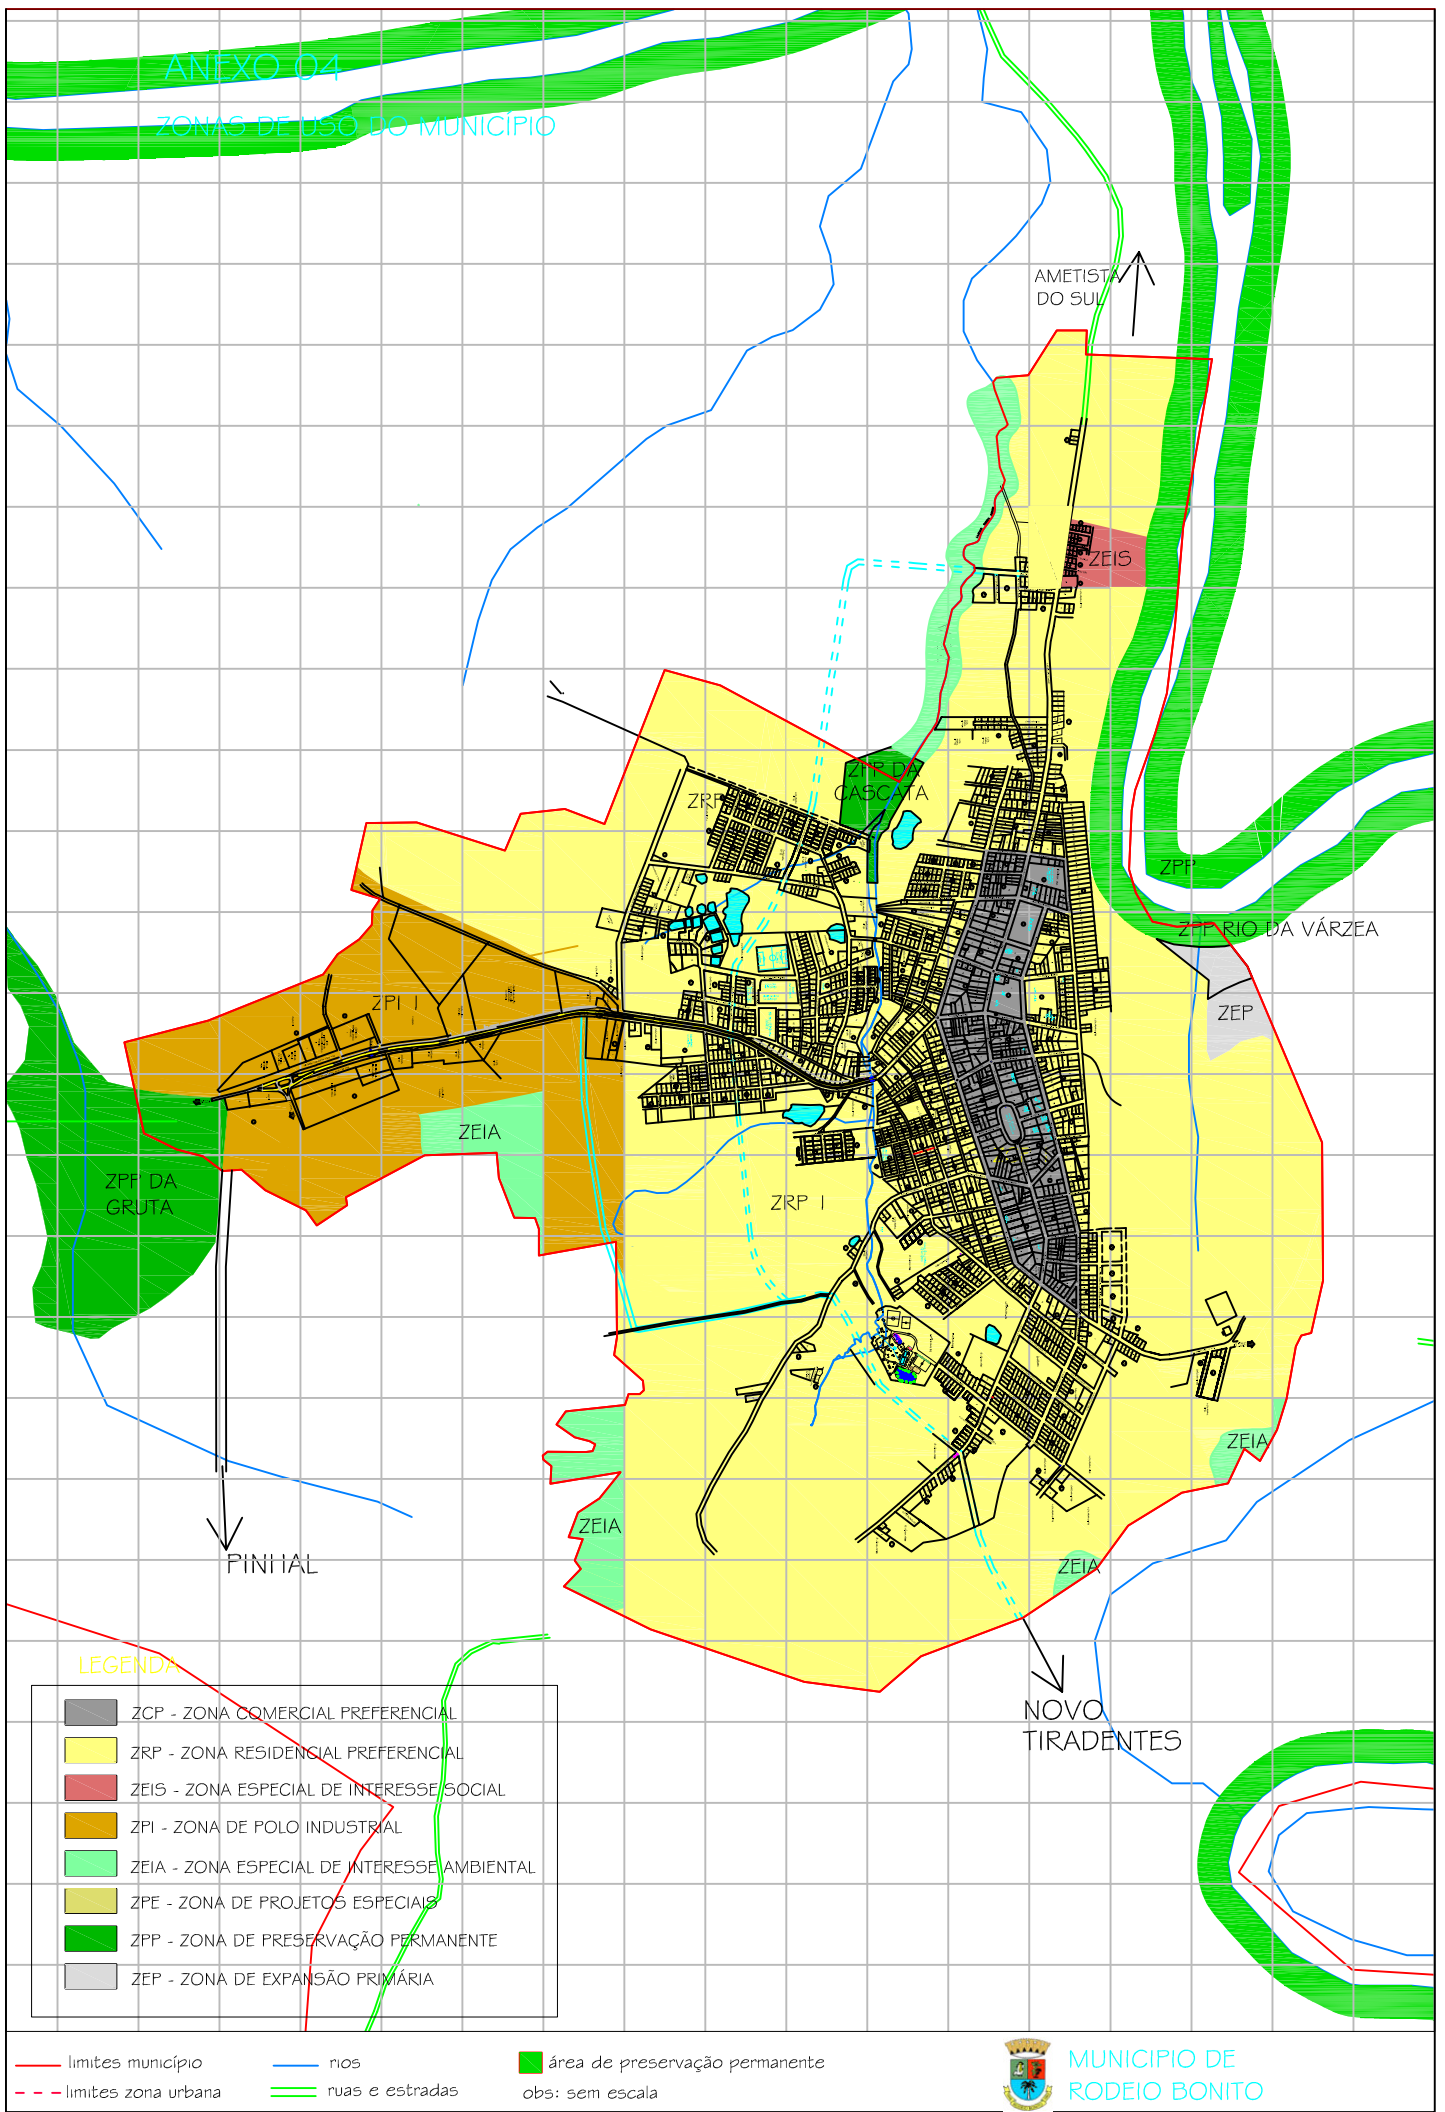 ANEXO 04
ZONAS DE USO DO MUNICÍPIO
AMETISTA
DO SUL
ZEIS
ZPP DA
CASCATA
ZRP
ZPP
ZPP RIO DA VÁRZEA
ZPI I
ZEP
ZEIA
ZPP DA
GRUTA
ZRP I
ZEIA
ZEIA
ZEIA
PINHAL
NOVO
TIRADENTES
LEGENDA
ZCP - ZONA COMERCIAL PREFERENCIAL
ZRP - ZONA RESIDENCIAL PREFERENCIAL
ZEIS - ZONA ESPECIAL DE INTERESSE SOCIAL
ZPI - ZONA DE POLO INDUSTRIAL
ZEIA - ZONA ESPECIAL DE INTERESSE AMBIENTAL
ZPE - ZONA DE PROJETOS ESPECIAIS
ZPP - ZONA DE PRESERVAÇÃO PERMANENTE
ZEP - ZONA DE EXPANSÃO PRIMÁRIA
limites município
rios
área de preservação permanente
limites zona urbana
ruas e estradas
obs: sem escala
MUNICIPIO DE
RODEIO BONITO